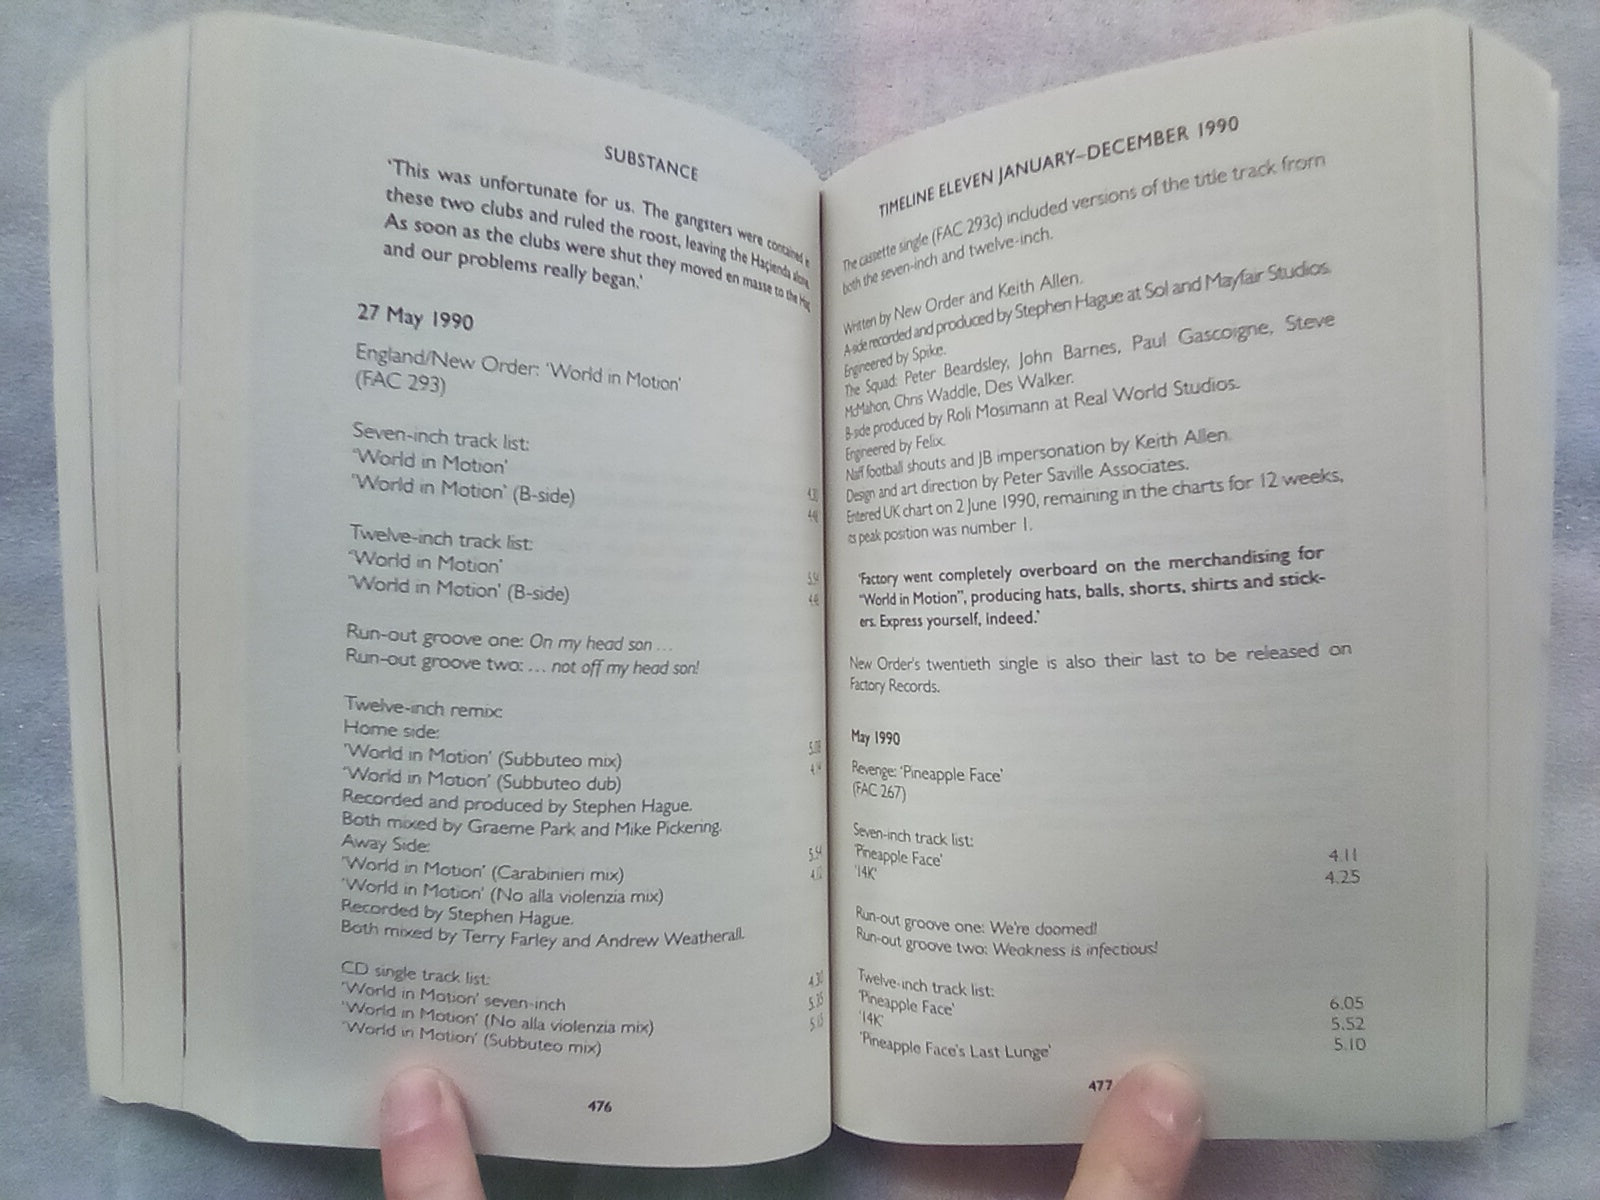 SUBSTANCE
‘This was unfortunate for us. The gangsters were contained in
these two clubs and ruled the roost, leaving the Haçienda alone.
As soon as the clubs were shut they moved en masse to the Haç
and our problems really began.’
27 May 1990
England/New Order: ‘World in Motion’
(FAC 293)
Seven-inch track list:
‘World in Motion’ 4.30
‘World in Motion’ (B-side)
Twelve-inch track list:
‘World in Motion’ 5.54
‘World in Motion’ (B-side)
Run-out groove one: On my head son …
Run-out groove two: … not off my head son!
Twelve-inch remix:
Home side:
‘World in Motion’ (Subbuteo mix) 5.08
‘World in Motion’ (Subbuteo dub)
Recorded and produced by Stephen Hague.
Both mixed by Graeme Park and Mike Pickering.
Away Side:
‘World in Motion’ (Carabinieri mix) 5.54
‘World in Motion’ (No alla violenzia mix)
Recorded by Stephen Hague.
Both mixed by Terry Farley and Andrew Weatherall.
CD single track list:
‘World in Motion’ seven-inch 4.30
‘World in Motion’ (No alla violenzia mix)
‘World in Motion’ (Subbuteo mix)
476
TIMELINE ELEVEN JANUARY–DECEMBER 1990
The cassette single (FAC 293c) included versions of the title track from
both the seven-inch and twelve-inch.
Written by New Order and Keith Allen.
A-side recorded and produced by Stephen Hague at Sol and Mayfair Studios.
Engineered by Spike.
The Squad: Peter Beardsley, John Barnes, Paul Gascoigne, Steve
McMahon, Chris Waddle, Des Walker.
B-side produced by Roli Mosimann at Real World Studios.
Engineered by Felix.
Naff football shouts and JB impersonation by Keith Allen.
Design and art direction by Peter Saville Associates.
Entered UK chart on 2 June 1990, remaining in the charts for 12 weeks,
its peak position was number 1.
‘Factory went completely overboard on the merchandising for
“World in Motion”, producing hats, balls, shorts, shirts and stick-
ers. Express yourself, indeed.’
New Order’s twentieth single is also their last to be released on
Factory Records.
May 1990
Revenge: ‘Pineapple Face’
(FAC 267)
Seven-inch track list:
‘Pineapple Face’ 4.11
‘14K’ 4.25
Run-out groove one: We’re doomed!
Run-out groove two: Weakness is infectious!
Twelve-inch track list:
‘Pineapple Face’ 6.05
‘14K’ 5.52
‘Pineapple Face’s Last Lunge’ 5.10
477